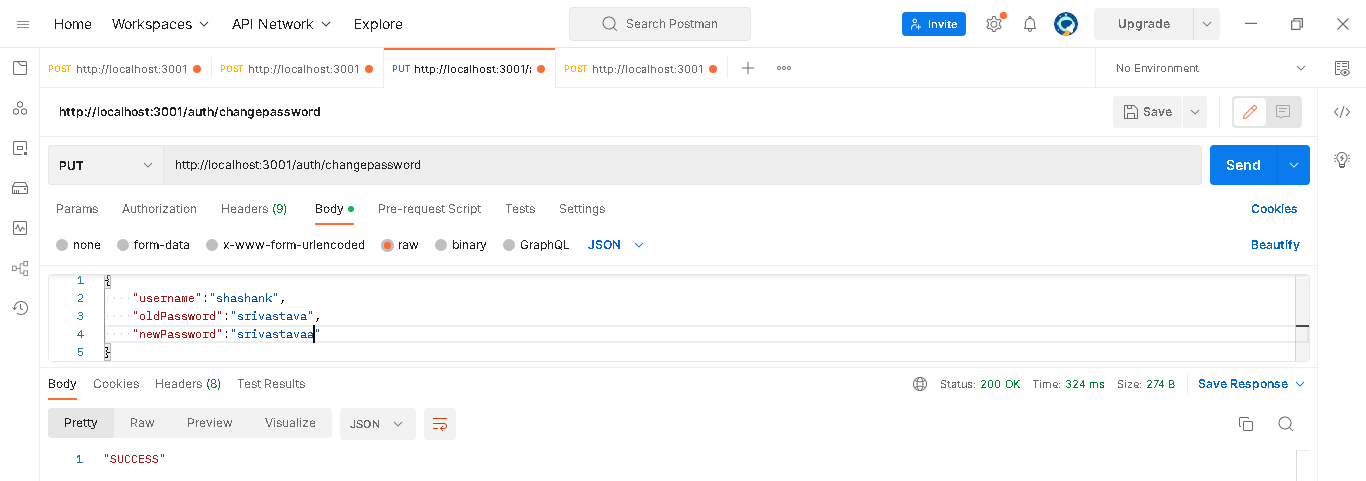 Home Workspaces API Network Explore Search Postman Invite Upgrade
POST http://localhost:3001 POST http://localhost:3001 PUT http://localhost:3001/a POST http://localhost:3001 No Environment
http://localhost:3001/auth/changepassword Save
PUT http://localhost:3001/auth/changepassword Send
Params Authorization Headers (9) Body Pre-request Script Tests Settings Cookies
none form-data x-www-form-urlencoded raw binary GraphQL JSON Beautify
1 {
2 "username":"shashank",
3 "oldPassword":"srivastava",
4 "newPassword":"srivastavaa"
5 }
Body Cookies Headers (8) Test Results Status: 200 OK Time: 324 ms Size: 274 B Save Response
Pretty Raw Preview Visualize JSON
1 "SUCCESS"